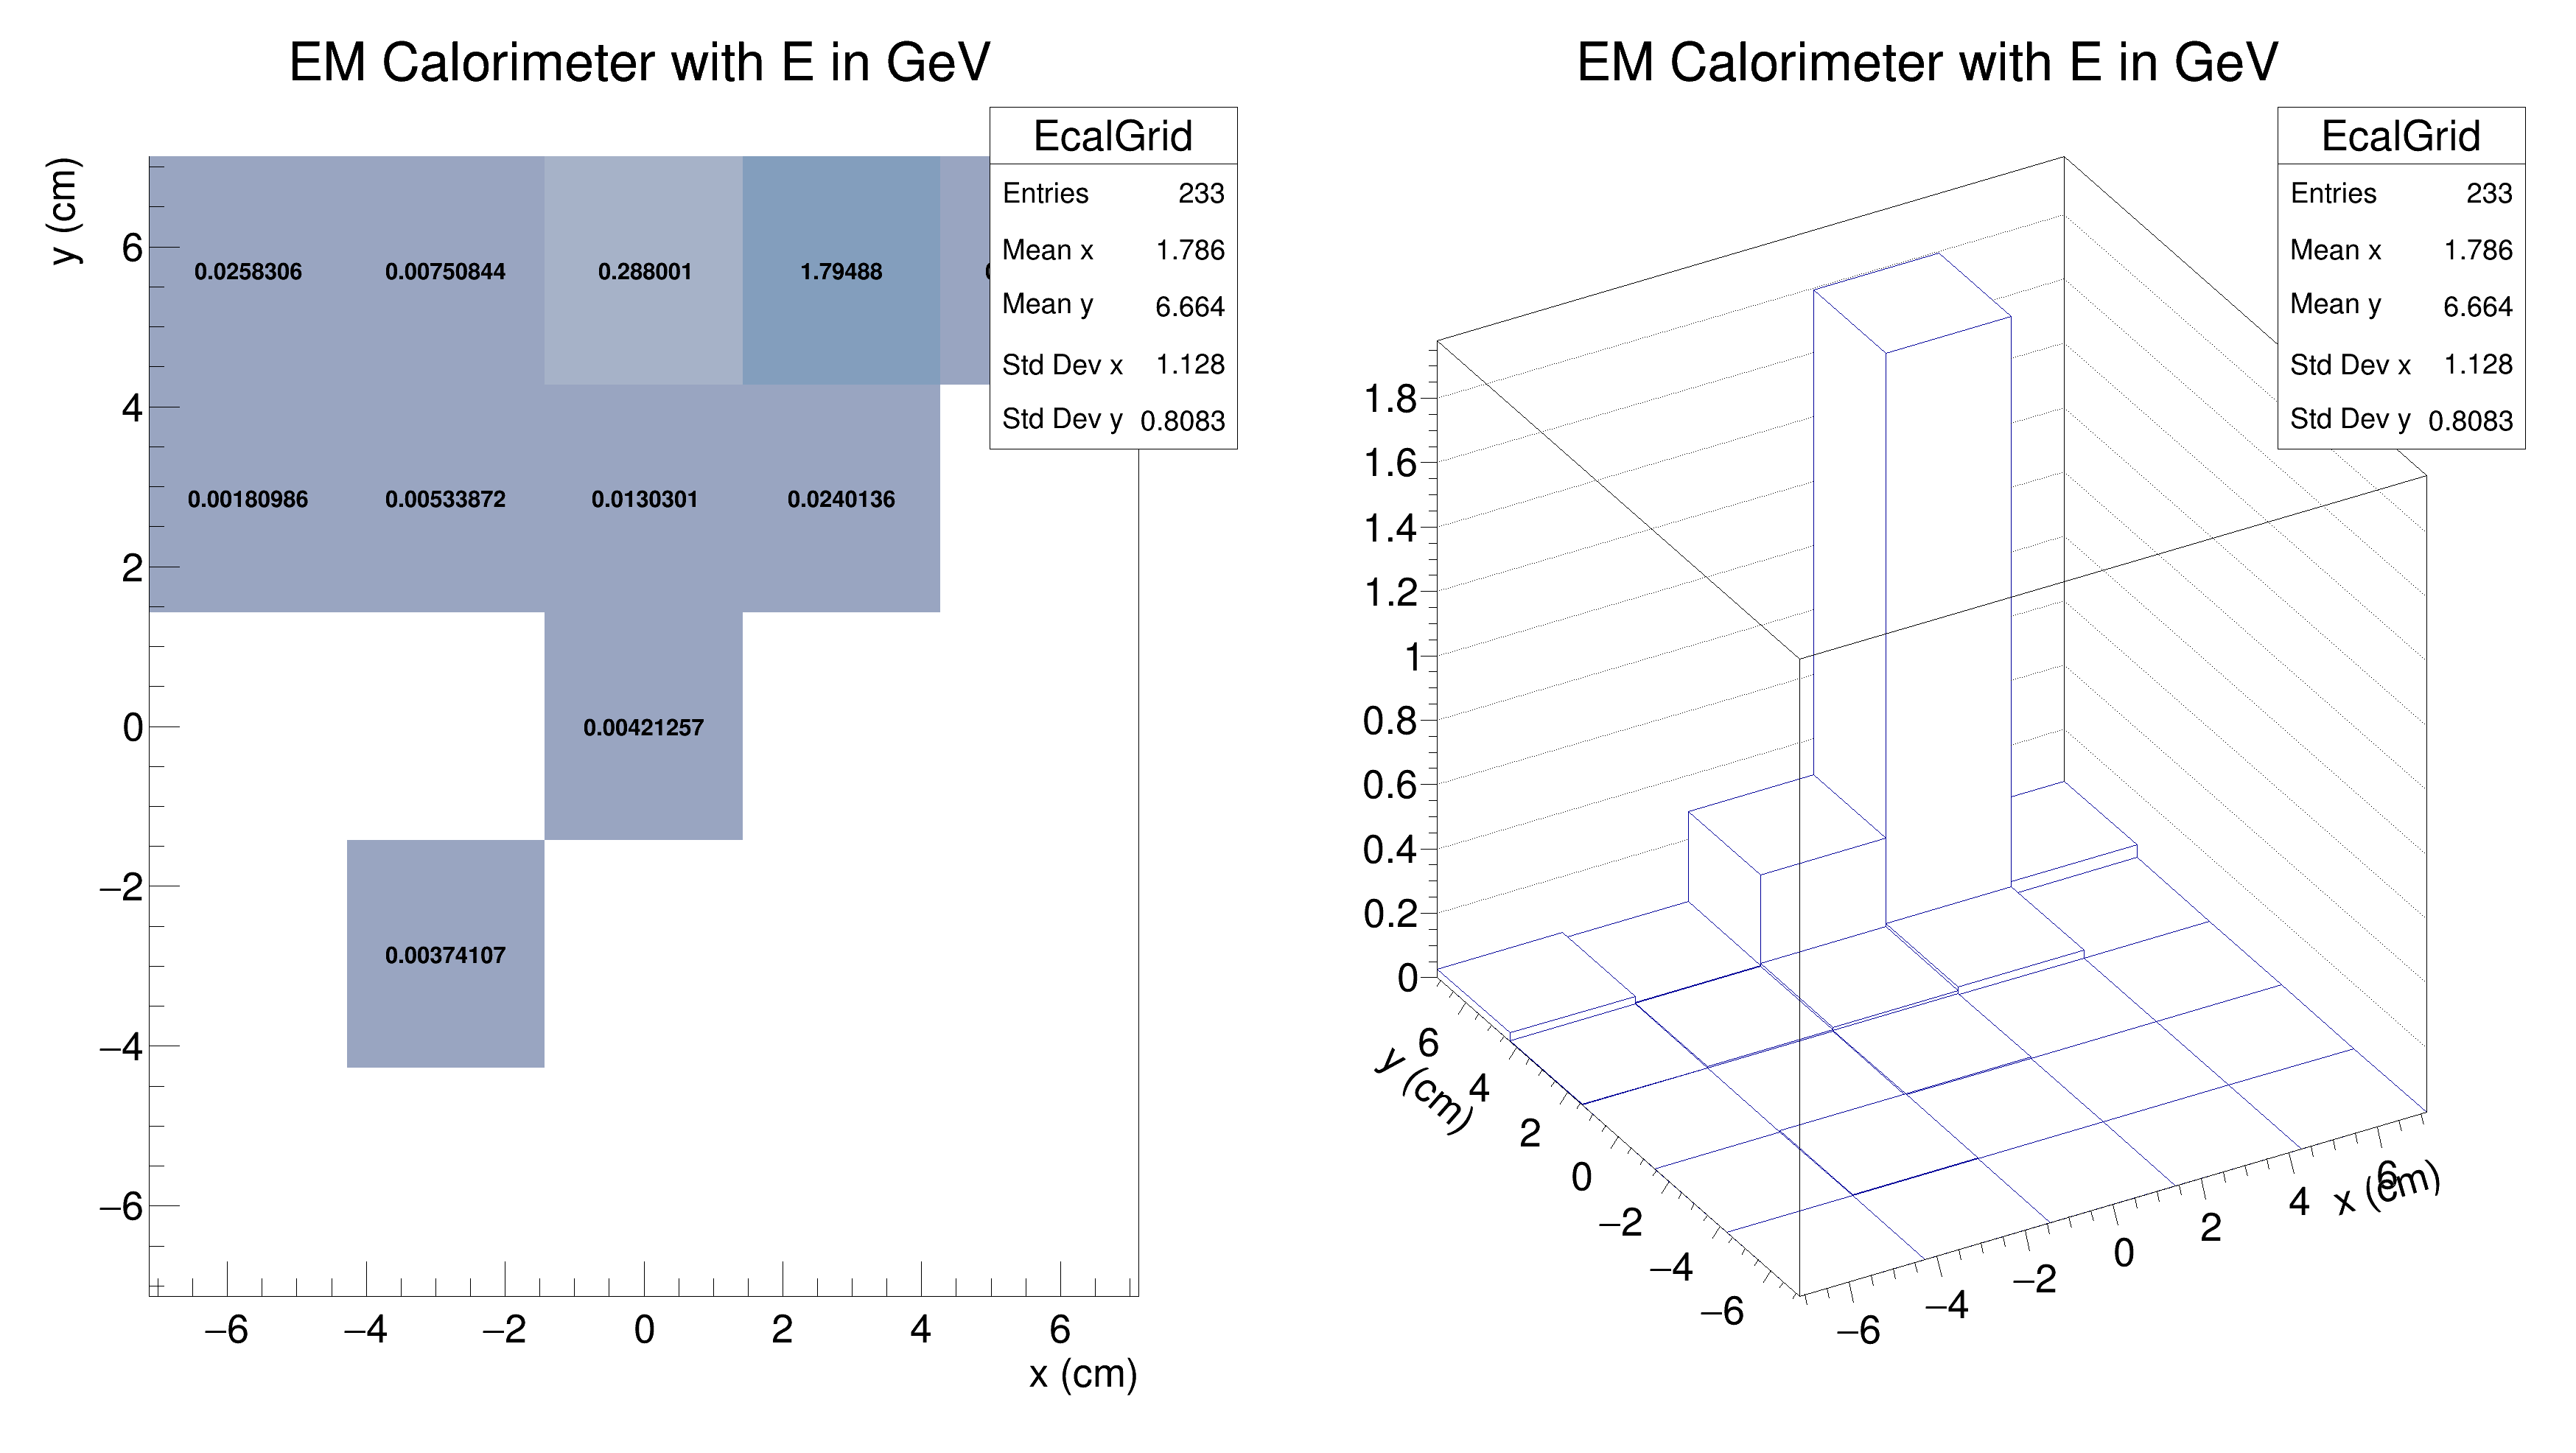 EM Calorimeter with E in GeV
EcalGrid
Entries 233
Mean x 1.786
Mean y 6.664
Std Dev x 1.128
Std Dev y 0.8083
y (cm)
6
4
2
0
−2
−4
−6
0.0258306 0.00750844 0.288001 1.79488
0.00180986 0.00533872 0.0130301 0.0240136
0.00421257
0.00374107
−6 −4 −2 0 2 4 6
x (cm)
EM Calorimeter with E in GeV
EcalGrid
Entries 233
Mean x 1.786
Mean y 6.664
Std Dev x 1.128
Std Dev y 0.8083
1.8
1.6
1.4
1.2
1
0.8
0.6
0.4
0.2
0
y (cm)
6
4
2
0
−2
−4
−6
−6 −4 −2 0 2 4 6
x (cm)